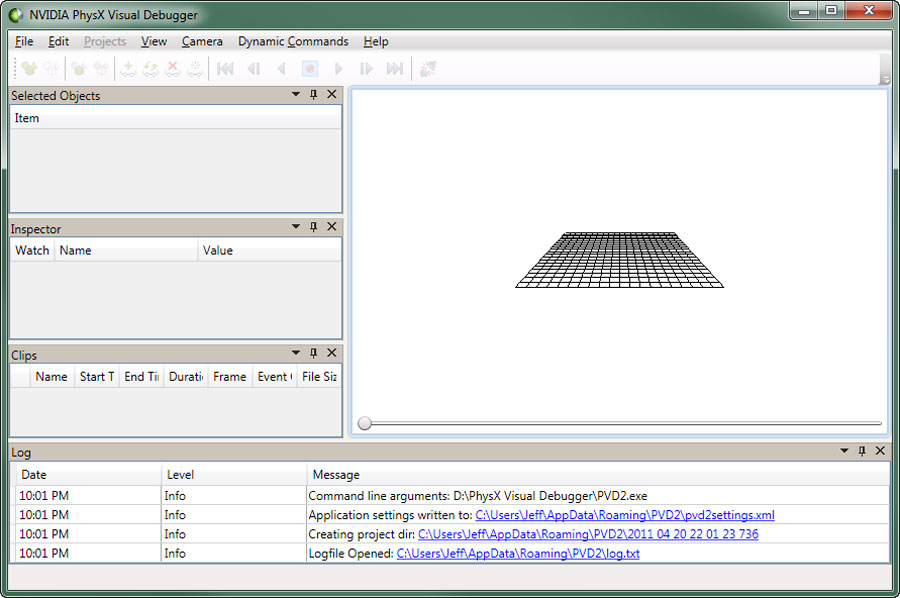 NVIDIA PhysX Visual Debugger
File Edit Projects View Camera Dynamic Commands Help
Selected Objects
Item
Inspector
Watch Name Value
Clips
Name Start T End Ti Durati Frame Event File Siz
Log
Date Level Message
10:01 PM Info Command line arguments: D:\PhysX Visual Debugger\PVD2.exe
10:01 PM Info Application settings written to: C:\Users\Jeff\AppData\Roaming\PVD2\pvd2settings.xml
10:01 PM Info Creating project dir: C:\Users\Jeff\AppData\Roaming\PVD2\2011 04 20 22 01 23 736
10:01 PM Info Logfile Opened: C:\Users\Jeff\AppData\Roaming\PVD2\log.txt